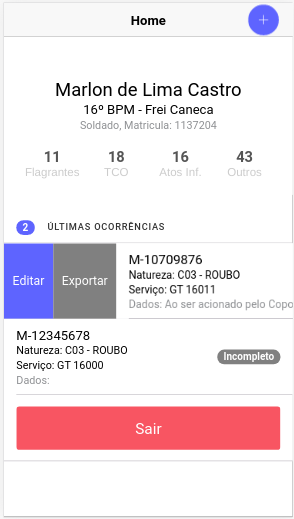 Home
+
Marlon de Lima Castro
16º BPM - Frei Caneca
Soldado, Matricula: 1137204
11 18 16 43
Flagrantes TCO Atos Inf. Outros
2 ÚLTIMAS OCORRÊNCIAS
Editar Exportar
M-10709876
Natureza: C03 - ROUBO
Serviço: GT 16011
Dados: Ao ser acionado pelo Copo
M-12345678
Natureza: C03 - ROUBO
Serviço: GT 16000
Dados:
Incompleto
Sair